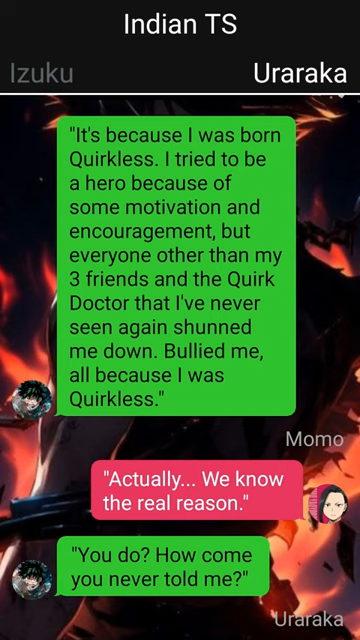 Indian TS
Izuku Uraraka
"It's because I was born
Quirkless. I tried to be
a hero because of
some motivation and
encouragement, but
everyone other than my
3 friends and the Quirk
Doctor that I've never
seen again shunned
me down. Bullied me,
all because I was
Quirkless."
Momo
"Actually... We know
the real reason."
"You do? How come
you never told me?"
Uraraka